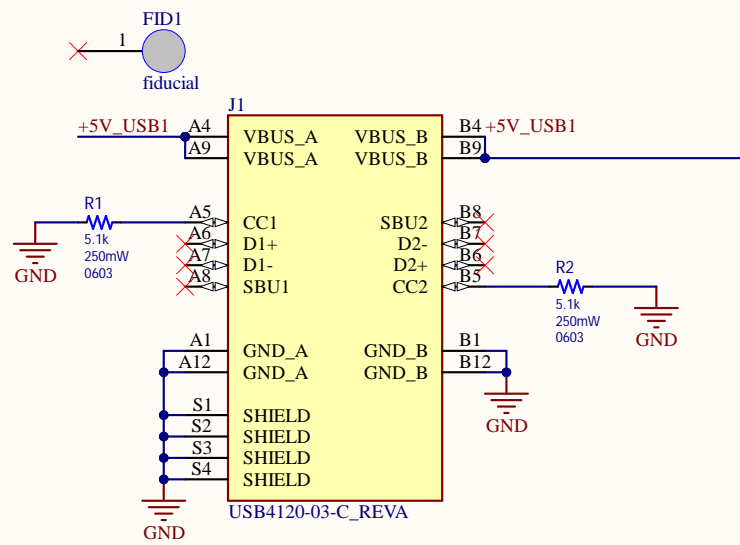 FID1
1
fiducial
J1
+5V_USB1 A4 VBUS_A VBUS_B B4 +5V_USB1
A9 VBUS_A VBUS_B B9
R1 A5 CC1 SBU2 B8
5.1k A6 D1+ D2- B7
250mW A7 D1- D2+ B6
0603 A8 SBU1 CC2 B5
GND
R2
5.1k
250mW
0603
GND
A1 GND_A GND_B B1
A12 GND_A GND_B B12
S1 SHIELD
GND
S2 SHIELD
S3 SHIELD
S4 SHIELD
USB4120-03-C_REVA
GND